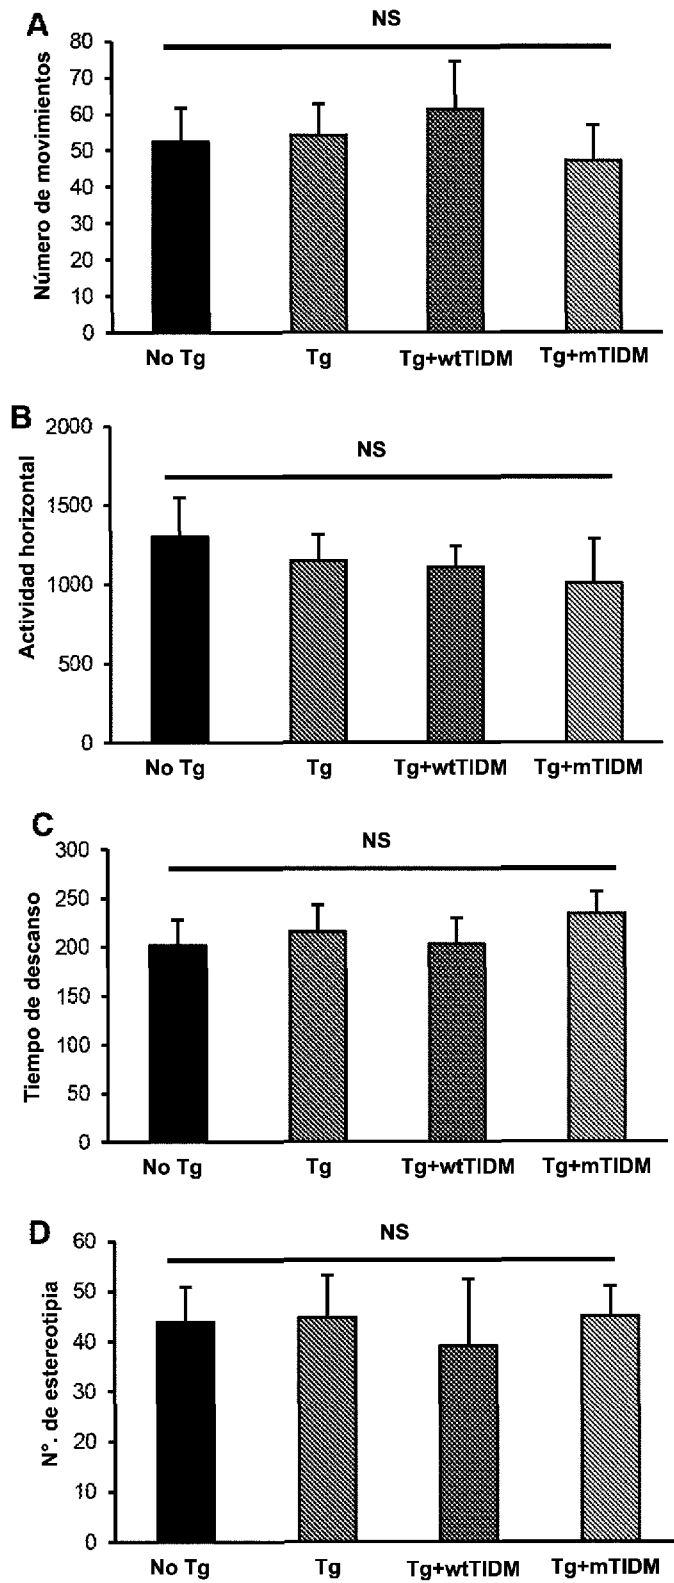 A
NS
Número de movimientos
80
70
60
50
40
30
20
10
0
No Tg Tg Tg+wtTIDM Tg+mTIDM
B
NS
Actividad horizontal
2000
1500
1000
500
0
No Tg Tg Tg+wtTIDM Tg+mTIDM
C
NS
Tiempo de descanso
300
250
200
150
100
50
0
No Tg Tg Tg+wtTIDM Tg+mTIDM
D
NS
N°. de estereotipia
60
50
40
30
20
10
0
No Tg Tg Tg+wtTIDM Tg+mTIDM